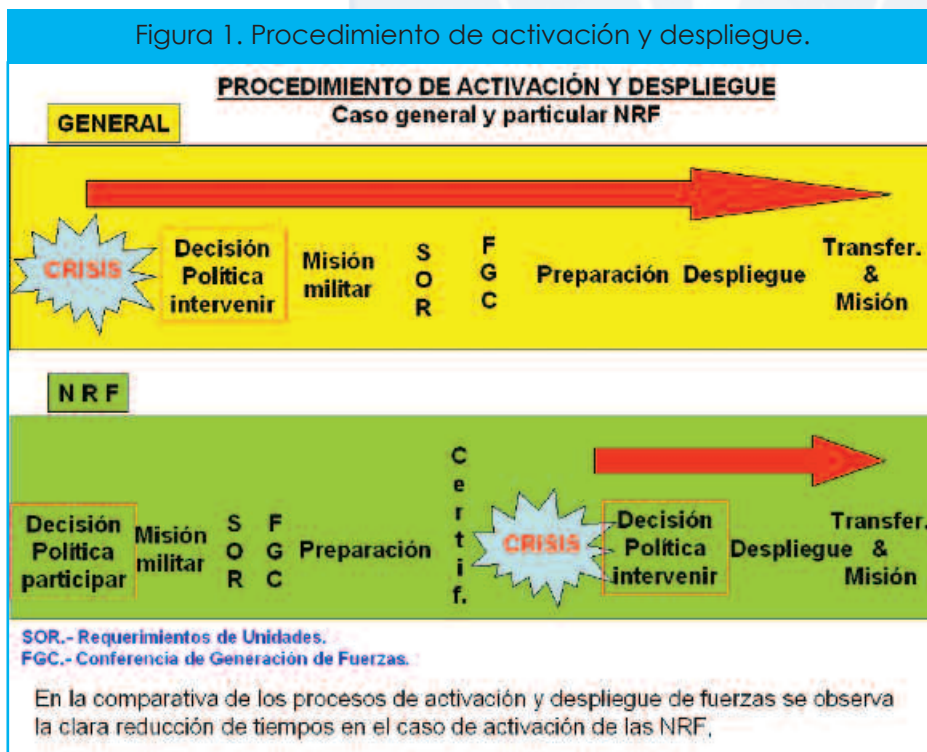 Figura 1. Procedimiento de activación y despliegue.
PROCEDIMIENTO DE ACTIVACIÓN Y DESPLIEGUE
Caso general y particular NRF
GENERAL
CRISIS
Decisión
Política
intervenir
Misión
militar
S
O
R
F
G
C
Preparación
Despliegue
Transfer.
&
Misión
N R F
Decisión
Política
participar
Misión
militar
S
O
R
F
G
C
Preparación
C
e
r
t
i
f.
CRISIS
Decisión
Política
intervenir
Despliegue
Transfer.
&
Misión
SOR.- Requerimientos de Unidades.
FGC.- Conferencia de Generación de Fuerzas.
En la comparativa de los procesos de activación y despliegue de fuerzas se observa
la clara reducción de tiempos en el caso de activación de las NRF,